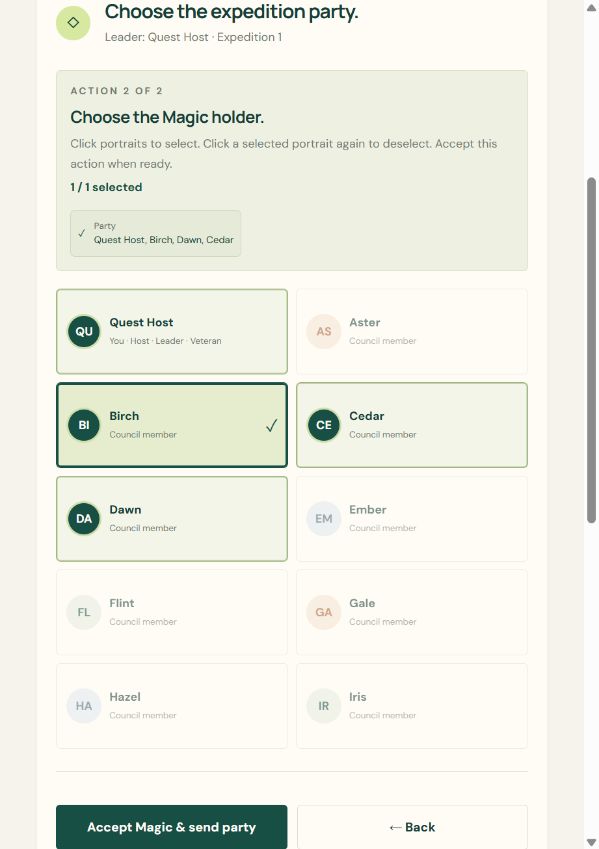 Choose the expedition party.
Leader: Quest Host · Expedition 1
ACTION 2 OF 2
Choose the Magic holder.
Click portraits to select. Click a selected portrait again to deselect. Accept this
action when ready.
1 / 1 selected
✓ Party
Quest Host, Birch, Dawn, Cedar
QU Quest Host
You · Host · Leader · Veteran
AS Aster
Council member
BI Birch ✓
Council member
CE Cedar
Council member
DA Dawn
Council member
EM Ember
Council member
FL Flint
Council member
GA Gale
Council member
HA Hazel
Council member
IR Iris
Council member
Accept Magic & send party
← Back